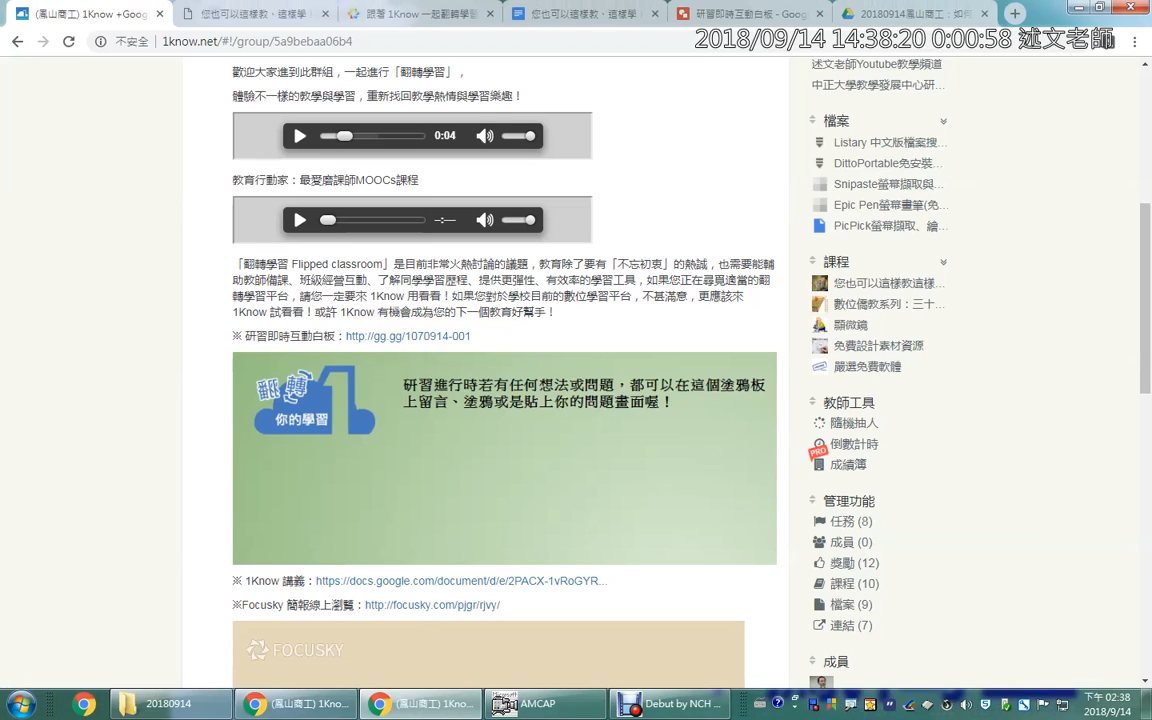 (鳳山商工) 1Know +Goog
您也可以這樣教、這樣學
跟著 1Know 一起翻轉學習
您也可以這樣教、這樣學
研習即時互動白板 - Goog
20180914鳳山商工：如何
不安全
1know.net/#!/group/5a9bebaa06b4
2018/09/14 14:38:20 0:00:58 述文老師
歡迎大家進到此群組，一起進行「翻轉學習」，
體驗不一樣的教學與學習，重新找回教學熱情與學習樂趣！
0:04
教育行動家：最愛磨課師MOOCs課程
--:--
「翻轉學習 Flipped classroom」是目前非常火熱討論的議題，教育除了要有「不忘初衷」的熱誠，也需要能輔
助教師備課、班級經營互動、了解同學學習歷程、提供更彈性、有效率的學習工具，如果您正在尋覓適當的翻
轉學習平台，請您一定要來 1Know 用看看！如果您對於學校目前的數位學習平台，不甚滿意，更應該來
1Know 試看看！或許 1Know 有機會成為您的下一個教育好幫手！
※ 研習即時互動白板：http://gg.gg/1070914-001
翻轉
你的學習
研習進行時若有任何想法或問題，都可以在這個塗鴉板
上留言、塗鴉或是貼上你的問題畫面喔！
※ 1Know 講義：https://docs.google.com/document/d/e/2PACX-1vRoGYR...
※Focusky 簡報線上瀏覽：http://focusky.com/pjgr/rjvy/
FOCUSKY
述文老師Youtube教學頻道
中正大學教學發展中心研...
檔案
Listary 中文版檔案搜...
DittoPortable免安裝...
Snipaste螢幕擷取與...
Epic Pen螢幕畫筆(免...
PicPick螢幕擷取、繪...
課程
您也可以這樣教這樣...
數位僑教系列：三十...
顯微鏡
免費設計素材資源
嚴選免費軟體
教師工具
隨機抽人
倒數計時
PRO
成績簿
管理功能
任務 (8)
成員 (0)
獎勵 (12)
課程 (10)
檔案 (9)
連結 (7)
成員
20180914
(鳳山商工) 1Kno...
(鳳山商工) 1Kno...
AMCAP
Debut by NCH ...
下午 02:38
2018/9/14